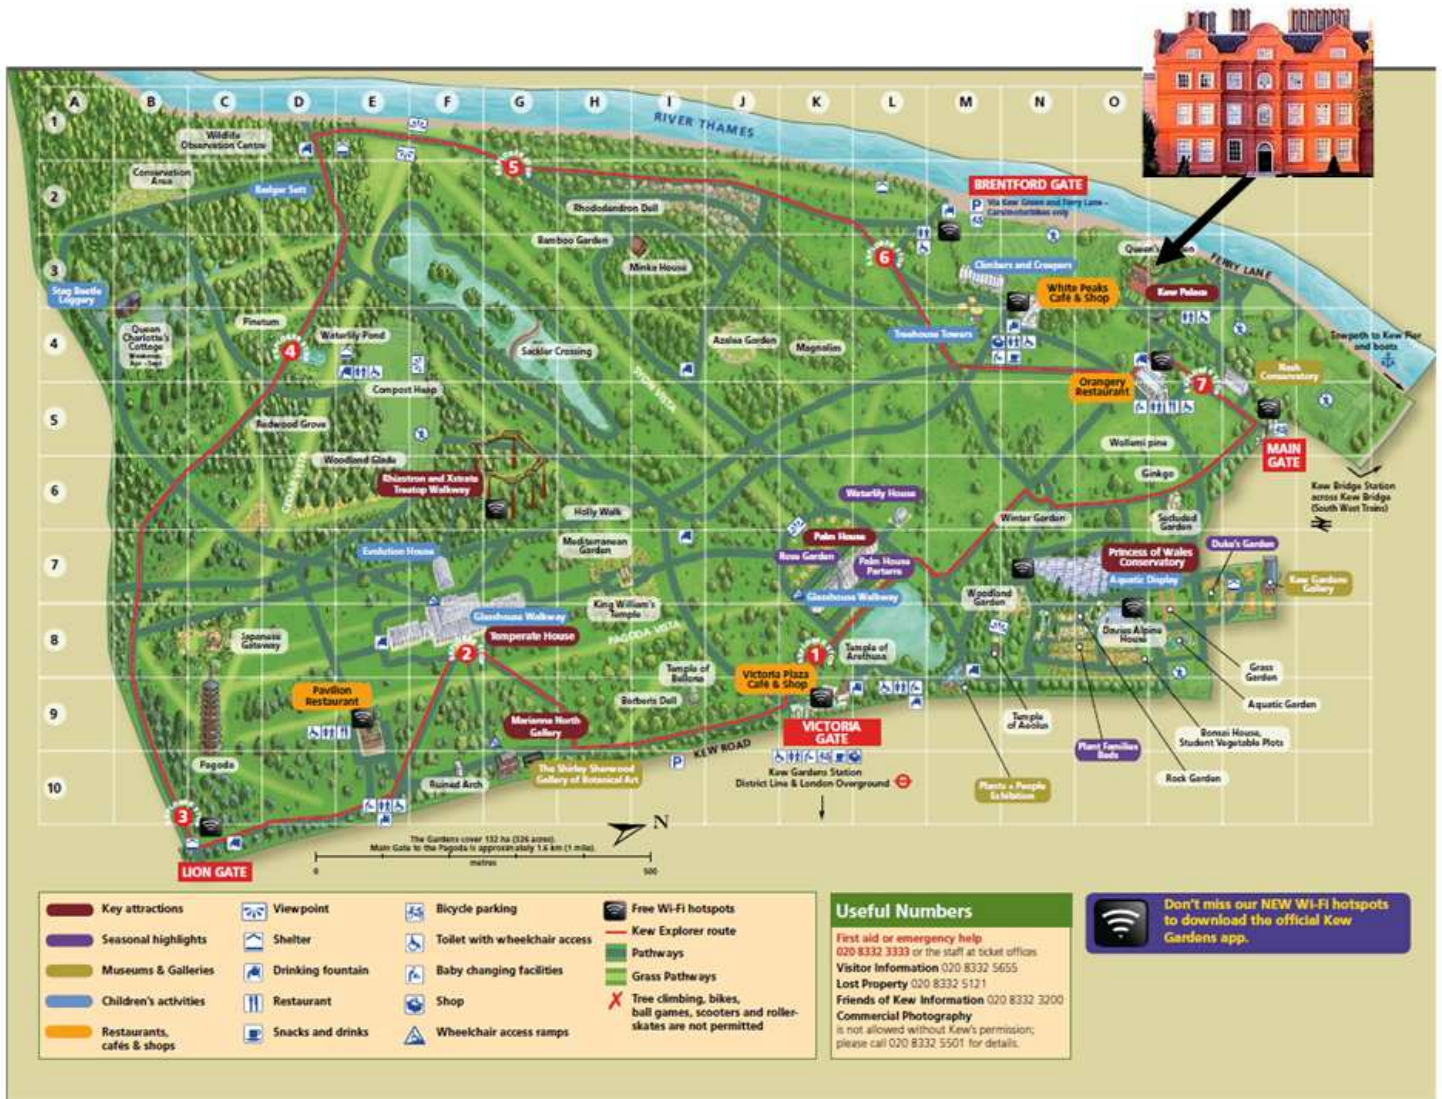 A B C D E F G H I J K L M N O
1
2
3
4
5
6
7
8
9
10
RIVER THAMES
Wildlife
Observation Centre
Conservation
Area
Badger Sett
5
Rhododendron Dell
Bamboo Garden
Minka House
BRENTFORD GATE
P Via Kew Green and Ferry Lane -
Cars/motorbikes only
6
Climbers and Creepers
White Peaks
Café & Shop
Queen's Garden
FERRY LANE
Kew Palace
Stag Beetle
Loggery
Queen
Charlotte's
Cottage
Pinetum
4
Waterlily Pond
Sackler Crossing
Azalea Garden
Magnolias
Treehouse Towers
Towpath to Kew Pier
and boats
Nash
Conservatory
Compost Heap
SYON VISTA
Orangery
Restaurant
7
Redwood Grove
Woodland Glade
CEDAR VISTA
Rhizotron and Xstrata
Treetop Walkway
Wollemi pine
Ginkgo
MAIN
GATE
Kew Bridge Station
across Kew Bridge
(South West Trains)
Waterlily House
Holly Walk
Winter Garden
Secluded
Garden
Palm House
Evolution House
Mediterranean
Garden
Rose Garden
Palm House
Parterre
Princess of Wales
Conservatory
Duke's Garden
Aquatic Display
Kew Gardens
Gallery
Glasshouse Walkway
Woodland
Garden
Glasshouse Walkway
King William's
Temple
PAGODA VISTA
Temperate House
2
Japanese
Gateway
1
Temple of
Arethusa
Davies Alpine
House
Temple of
Bellona
Victoria Plaza
Café & Shop
Grass
Garden
Pavilion
Restaurant
Berberis Dell
Aquatic Garden
Marianne North
Gallery
VICTORIA
GATE
Temple
of Aeolus
Bonsai House,
Student Vegetable Plots
Plant Families
Beds
Rock Garden
Pagoda
KEW ROAD
P
Ruined Arch
The Shirley Sherwood
Gallery of Botanical Art
Kew Gardens Station
District Line & London Overground
Plants + People
Exhibition
3
LION GATE
N
The Gardens cover 132 ha (326 acres).
Main Gate to the Pagoda is approximately 1.6 km (1 mile).
metres
0 500
Key attractions
Seasonal highlights
Museums & Galleries
Children's activities
Restaurants,
cafés & shops
Viewpoint
Shelter
Drinking fountain
Restaurant
Snacks and drinks
Bicycle parking
Toilet with wheelchair access
Baby changing facilities
Shop
Wheelchair access ramps
Free Wi-Fi hotspots
Kew Explorer route
Pathways
Grass Pathways
Tree climbing, bikes,
ball games, scooters and roller-
skates are not permitted
Useful Numbers
First aid or emergency help
020 8332 3333 or the staff at ticket offices
Visitor Information 020 8332 5655
Lost Property 020 8332 5121
Friends of Kew Information 020 8332 3200
Commercial Photography
is not allowed without Kew's permission;
please call 020 8332 5501 for details.
Don't miss our NEW Wi-Fi hotspots
to download the official Kew
Gardens app.